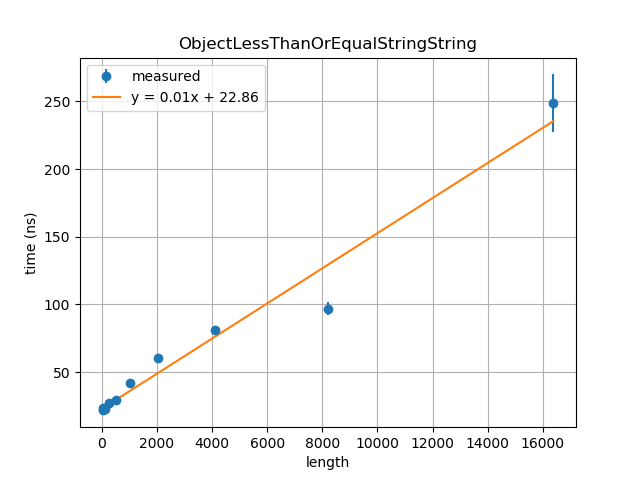 ObjectLessThanOrEqualStringString
measured
y = 0.01x + 22.86
250
200
150
100
50
time (ns)
0 2000 4000 6000 8000 10000 12000 14000 16000
length